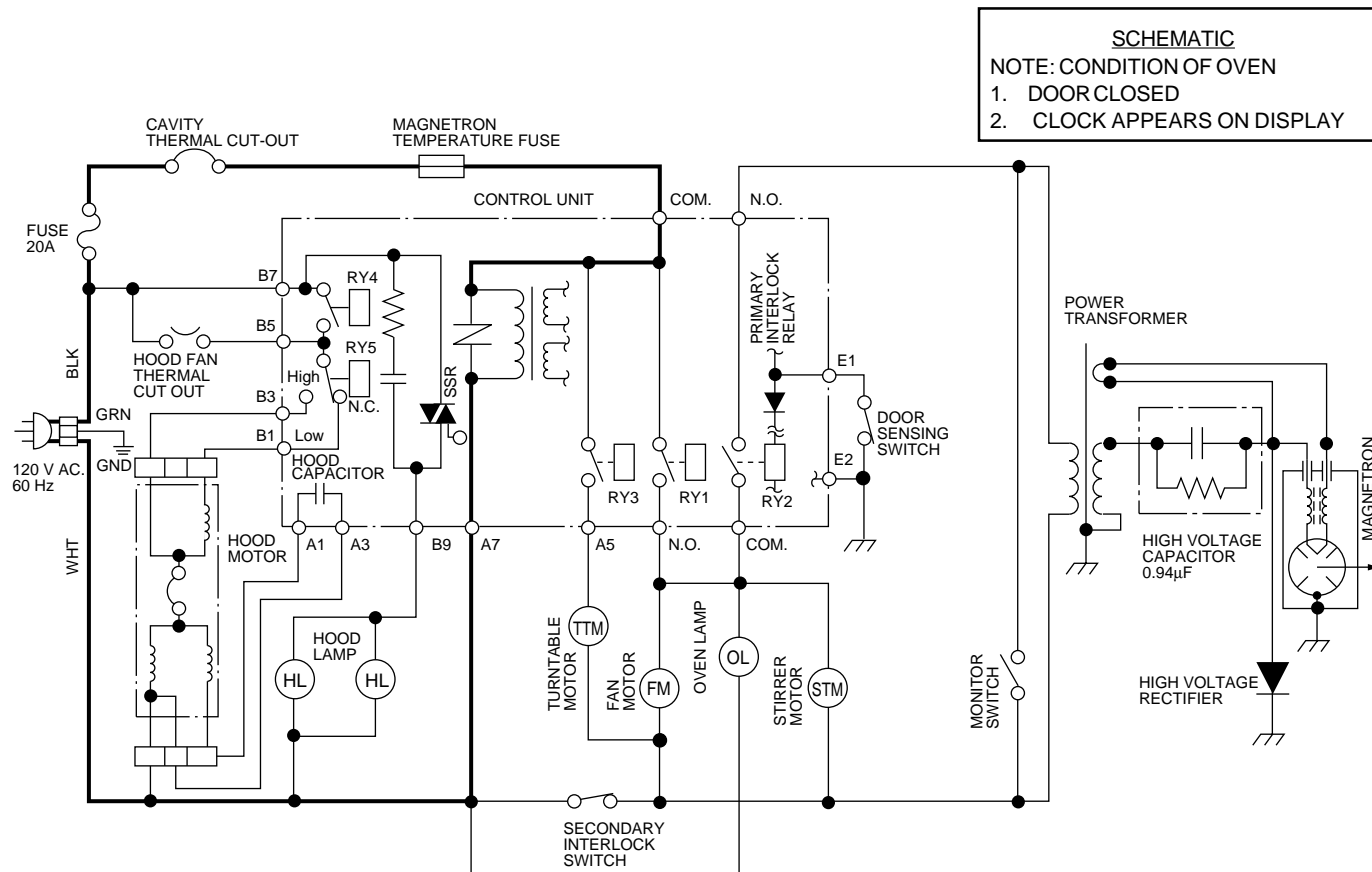 SCHEMATIC
NOTE: CONDITION OF OVEN
1. DOOR CLOSED
2. CLOCK APPEARS ON DISPLAY
CAVITY
THERMAL CUT-OUT
MAGNETRON
TEMPERATURE FUSE
CONTROL UNIT
COM.
N.O.
FUSE
20A
B7
RY4
B5
RY5
HOOD FAN
THERMAL
CUT OUT
High
B3
N.C.
B1
Low
SSR
BLK
GRN
GND
120 V AC.
60 Hz
WHT
HOOD
CAPACITOR
PRIMARY
INTERLOCK
RELAY
E1
DOOR
SENSING
SWITCH
E2
RY3
RY1
RY2
POWER
TRANSFORMER
HIGH VOLTAGE
CAPACITOR
0.94µF
MAGNETRON
HOOD
MOTOR
A1
A3
B9
A7
A5
N.O.
COM.
HOOD
LAMP
HL
HL
TURNTABLE
MOTOR
TTM
FAN
MOTOR
FM
OVEN LAMP
OL
STIRRER
MOTOR
STM
MONITOR
SWITCH
HIGH VOLTAGE
RECTIFIER
SECONDARY
INTERLOCK
SWITCH